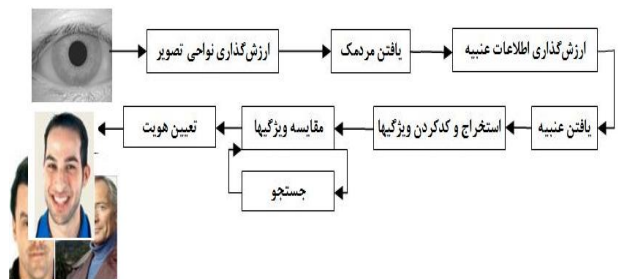 ارزش‌گذاری نواحی تصویر
یافتن مردمک
ارزش‌گذاری اطلاعات عنبیه
یافتن عنبیه
استخراج و کدکردن ویژگیها
مقایسه ویژگیها
تعیین هویت
جستجو